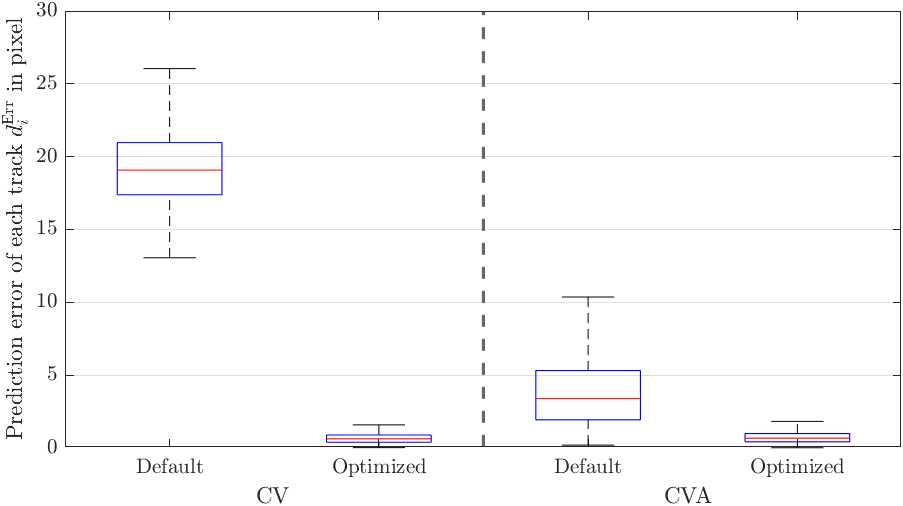 Prediction error of each track d_i^Err in pixel
30
25
20
15
10
5
0
Default Optimized Default Optimized
CV CVA